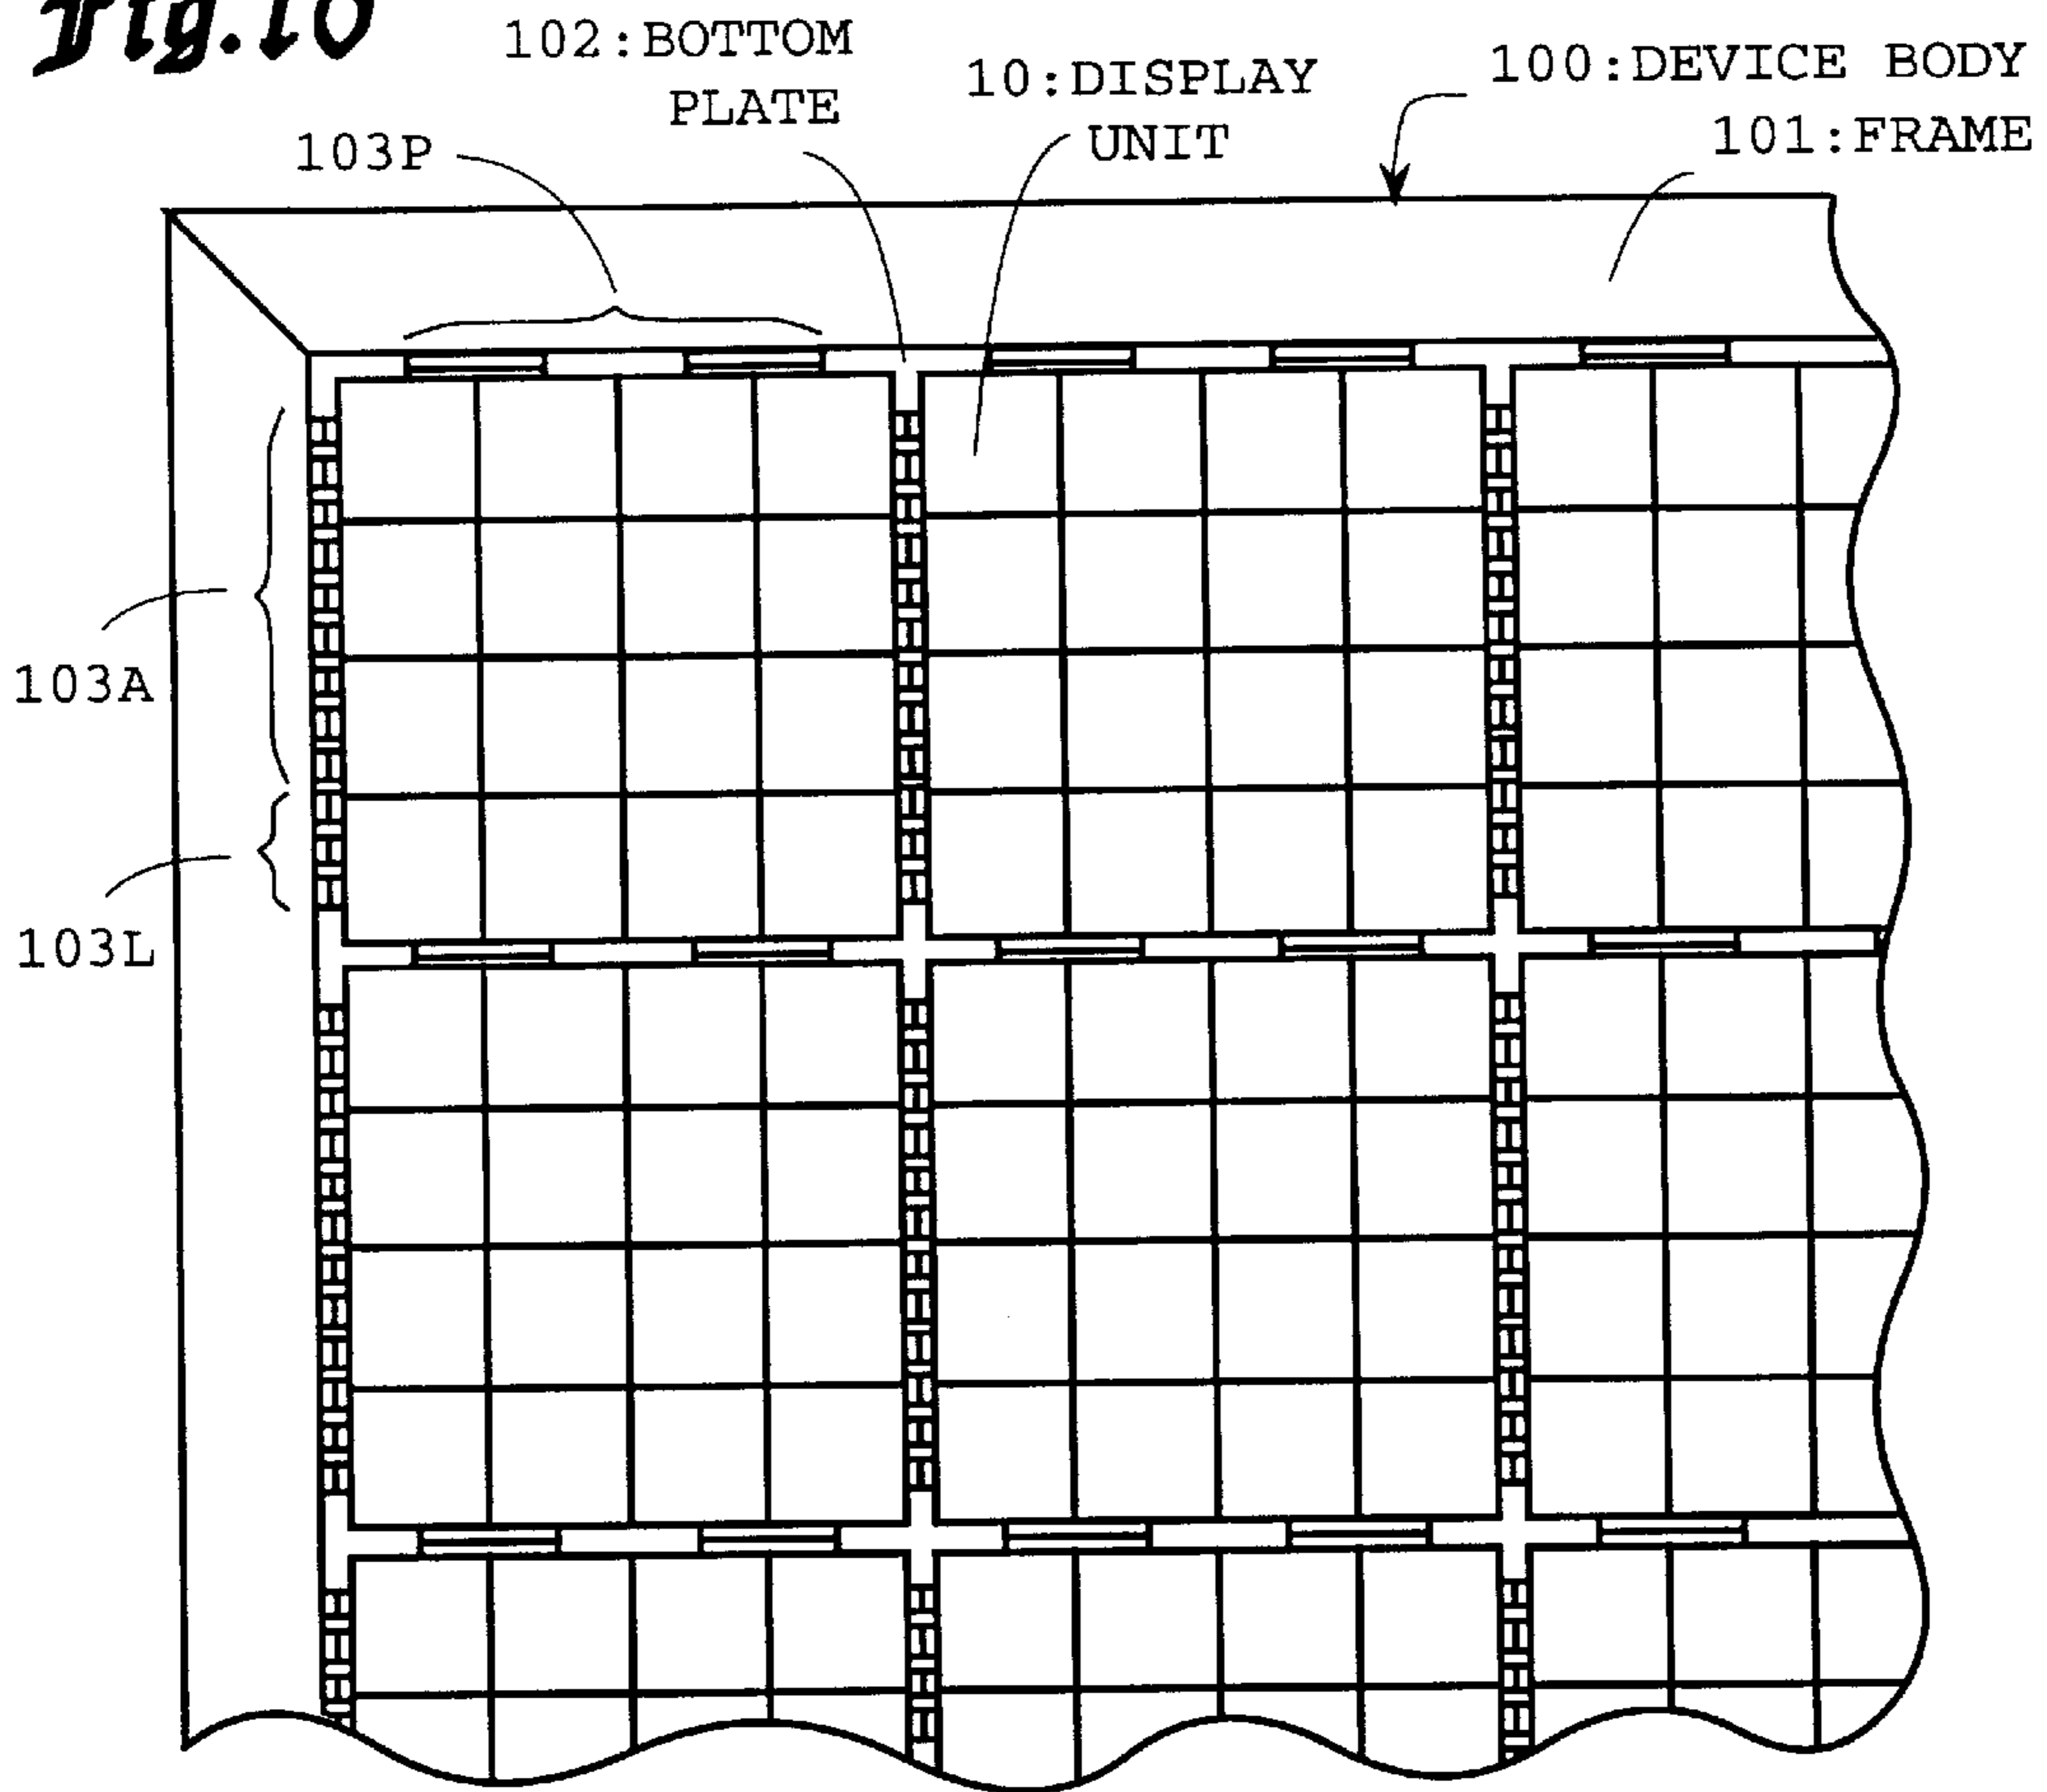 Fig.10
102:BOTTOM
PLATE
10:DISPLAY
UNIT
100:DEVICE BODY
101:FRAME
103P
103A
103L